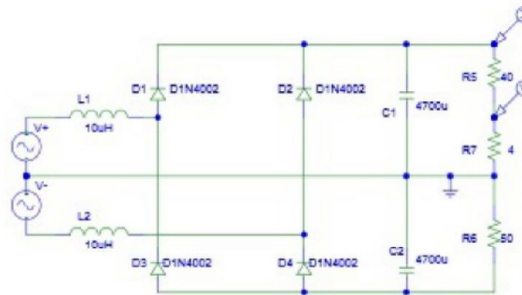 D1 D1N4002
D2 D1N4002
R5 40
L1
10uH
C1 4700u
V+
R7 4
V-
L2
10uH
R6 50
D3 D1N4002
D4 D1N4002
C2 4700u